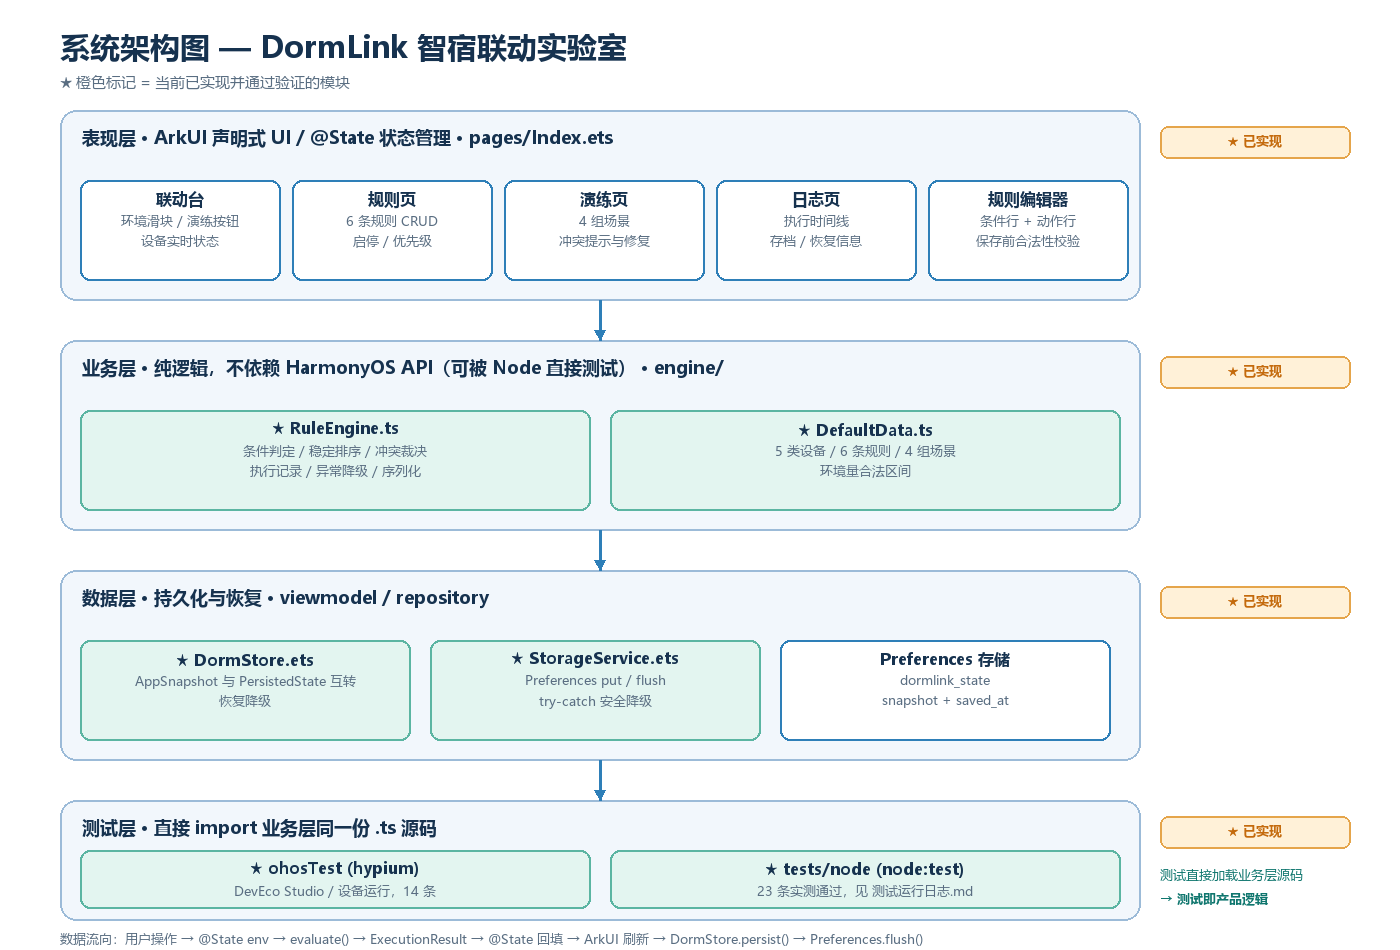 系统架构图 — DormLink 智宿联动实验室
★ 橙色标记 = 当前已实现并通过验证的模块
表现层 • ArkUI 声明式 UI / @State 状态管理 • pages/Index.ets
★ 已实现
联动台
环境滑块 / 演练按钮
设备实时状态
规则页
6 条规则 CRUD
启停 / 优先级
演练页
4 组场景
冲突提示与修复
日志页
执行时间线
存档 / 恢复信息
规则编辑器
条件行 + 动作行
保存前合法性校验
业务层 • 纯逻辑，不依赖 HarmonyOS API（可被 Node 直接测试） • engine/
★ 已实现
★ RuleEngine.ts
条件判定 / 稳定排序 / 冲突裁决
执行记录 / 异常降级 / 序列化
★ DefaultData.ts
5 类设备 / 6 条规则 / 4 组场景
环境量合法区间
数据层 • 持久化与恢复 • viewmodel / repository
★ 已实现
★ DormStore.ets
AppSnapshot 与 PersistedState 互转
恢复降级
★ StorageService.ets
Preferences put / flush
try-catch 安全降级
Preferences 存储
dormlink_state
snapshot + saved_at
测试层 • 直接 import 业务层同一份 .ts 源码
★ 已实现
★ ohosTest (hypium)
DevEco Studio / 设备运行，14 条
★ tests/node (node:test)
23 条实测通过，见 测试运行日志.md
测试直接加载业务层源码
→ 测试即产品逻辑
数据流向：用户操作 → @State env → evaluate() → ExecutionResult → @State 回填 → ArkUI 刷新 → DormStore.persist() → Preferences.flush()